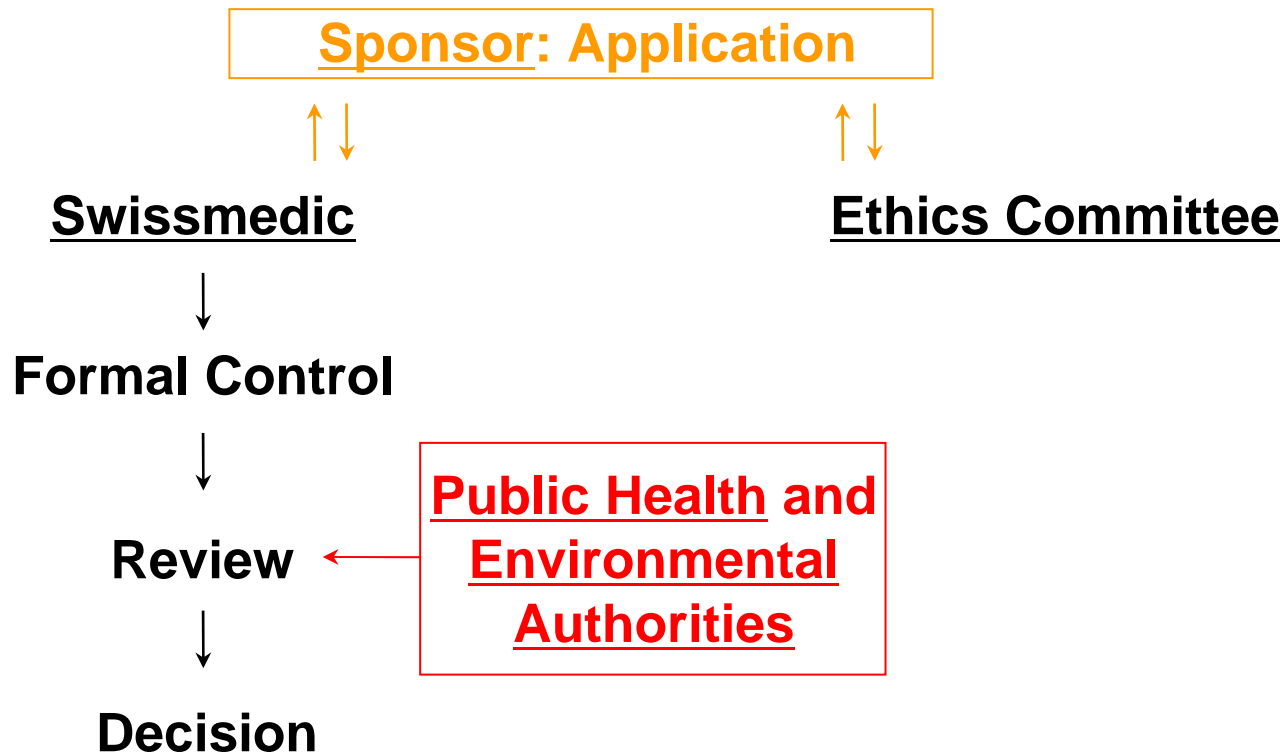 Sponsor: Application
Swissmedic
Ethics Committee
Formal Control
Public Health and
Environmental
Authorities
Review
Decision